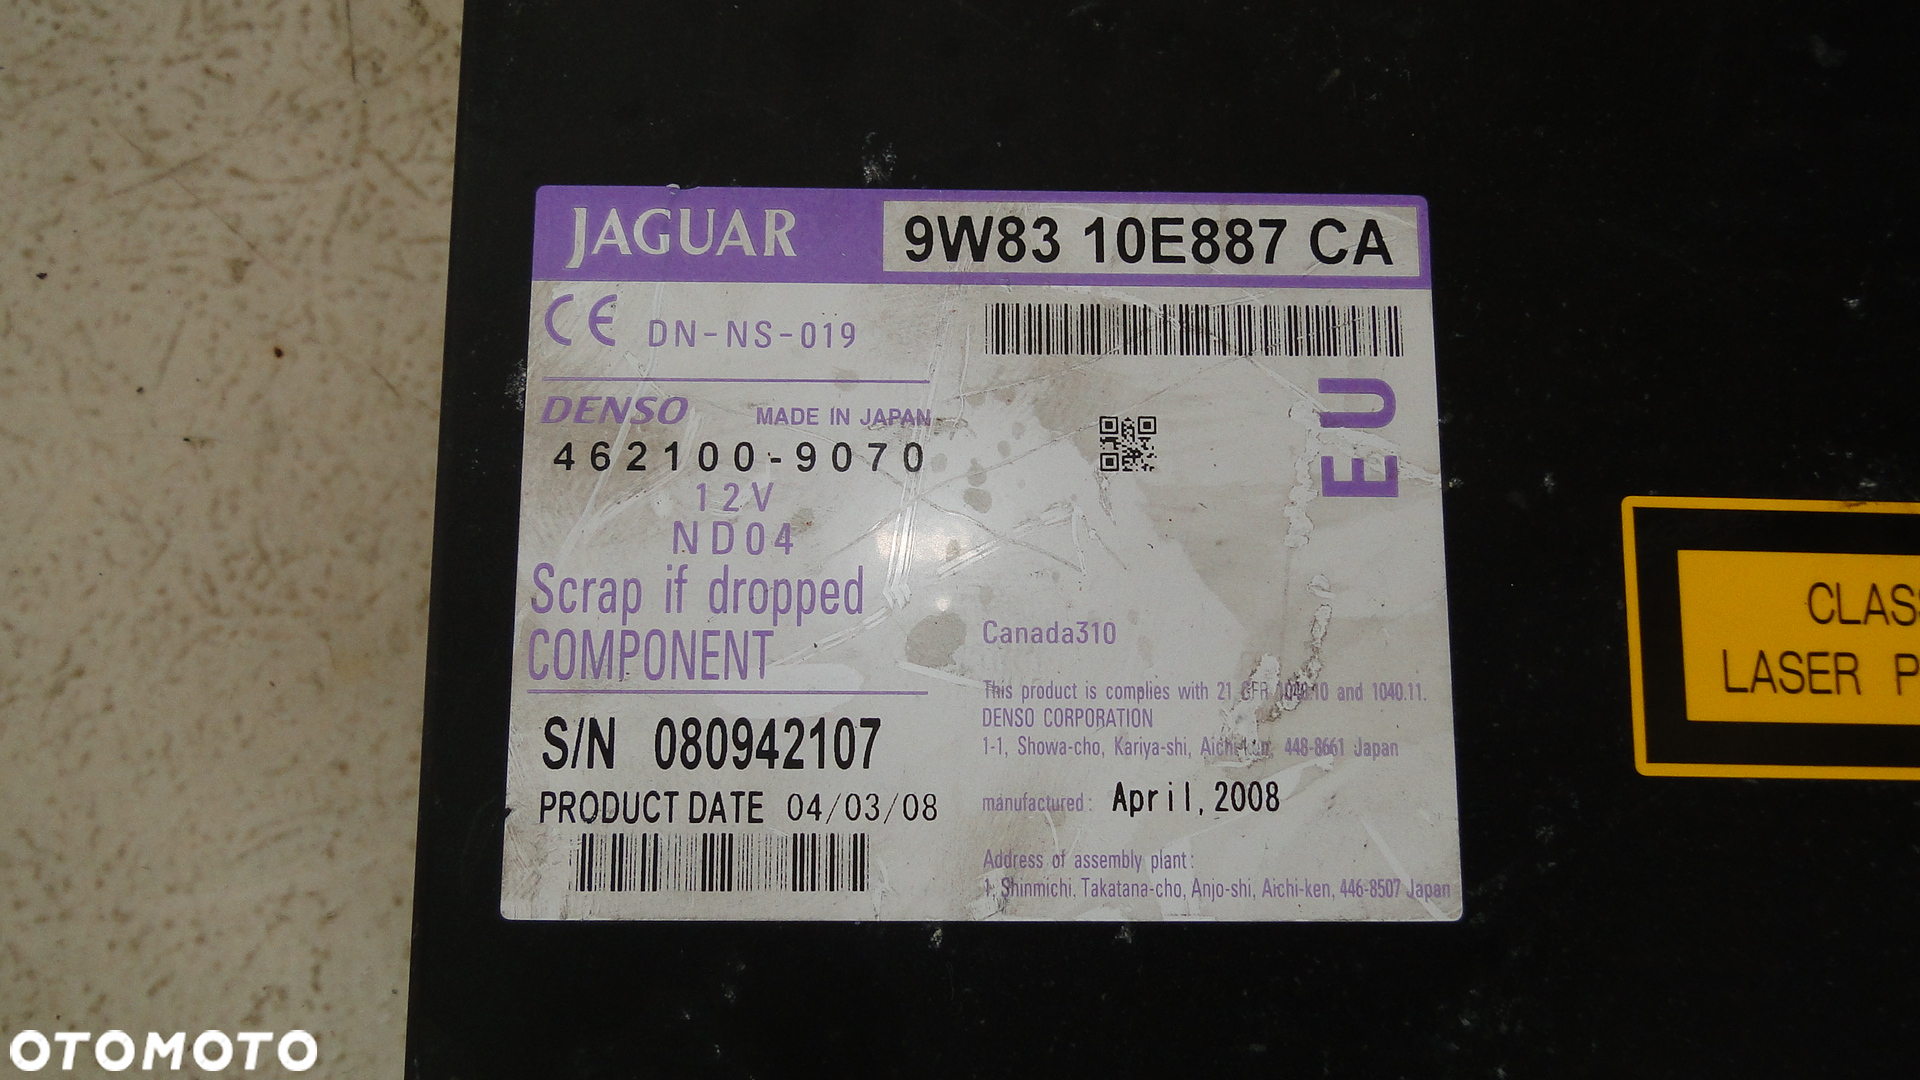 JAGUAR 9W83 10E887 CA
CE DN-NS-019
EU
DENSO MADE IN JAPAN
462100-9070
12V
ND04
Scrap if dropped
COMPONENT
S/N 080942107
PRODUCT DATE 04/03/08
Canada310
This product is complies with 21 CFR 1040.10 and 1040.11.
DENSO CORPORATION
1-1, Showa-cho, Kariya-shi, Aichi-ken, 448-8661 Japan
manufactured: April, 2008
Address of assembly plant:
1, Shinmichi. Takatana-cho, Anjo-shi, Aichi-ken, 446-8507 Japan
CLAS
LASER P
OTOMOTO